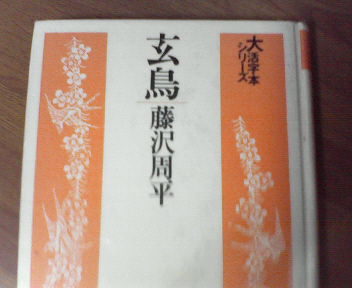 大活字本
シリーズ
玄鳥
藤沢周平